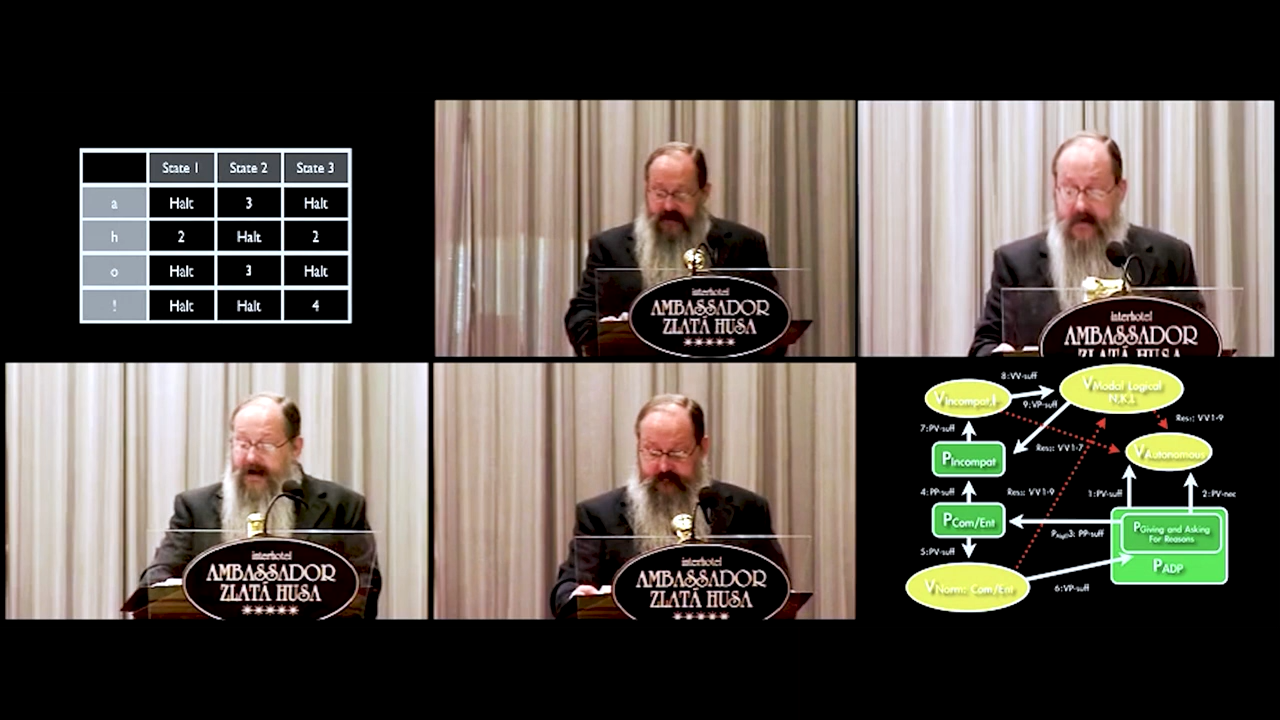 State 1 State 2 State 3
a Halt 3 Halt
h 2 Halt 2
o Halt 3 Halt
! Halt Halt 4
interhotel
AMBASSADOR
ZLATÁ HUSA
★★★★★
interhotel
AMBASSADOR
ZLATÁ HUSA
interhotel
AMBASSADOR
ZLATÁ HUSA
★★★★★
interhotel
AMBASSADOR
ZLATÁ HUSA
★★★★★
8:VV-suff
VIncompat.I-
VModal Logical
N.K.I.
9:VP-suff
Res1: VV1-9
7:PV-suff
Res1: VV1-7
VAutonomous
PIncompat
4: PP-suff
Res2: VV1-9
1:PV-suff
2: PV-nec
PCom/Ent
PAlgo3: PP-suff
PGiving and Asking
For Reasons
PADP
5:PV-suff
VNorm: Com/Ent
6:VP-suff